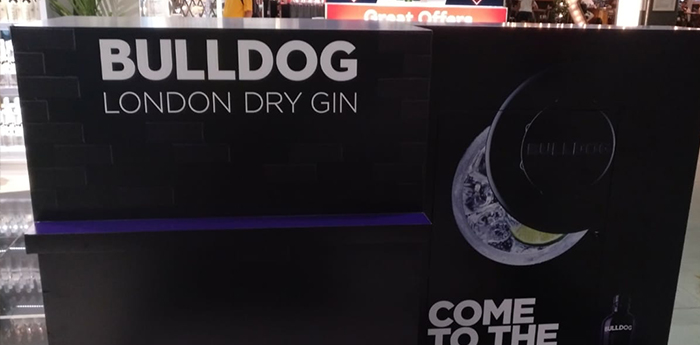 Great Offers
BULLDOG
LONDON DRY GIN
BULLDOG
COME
TO THE
BULLDOG